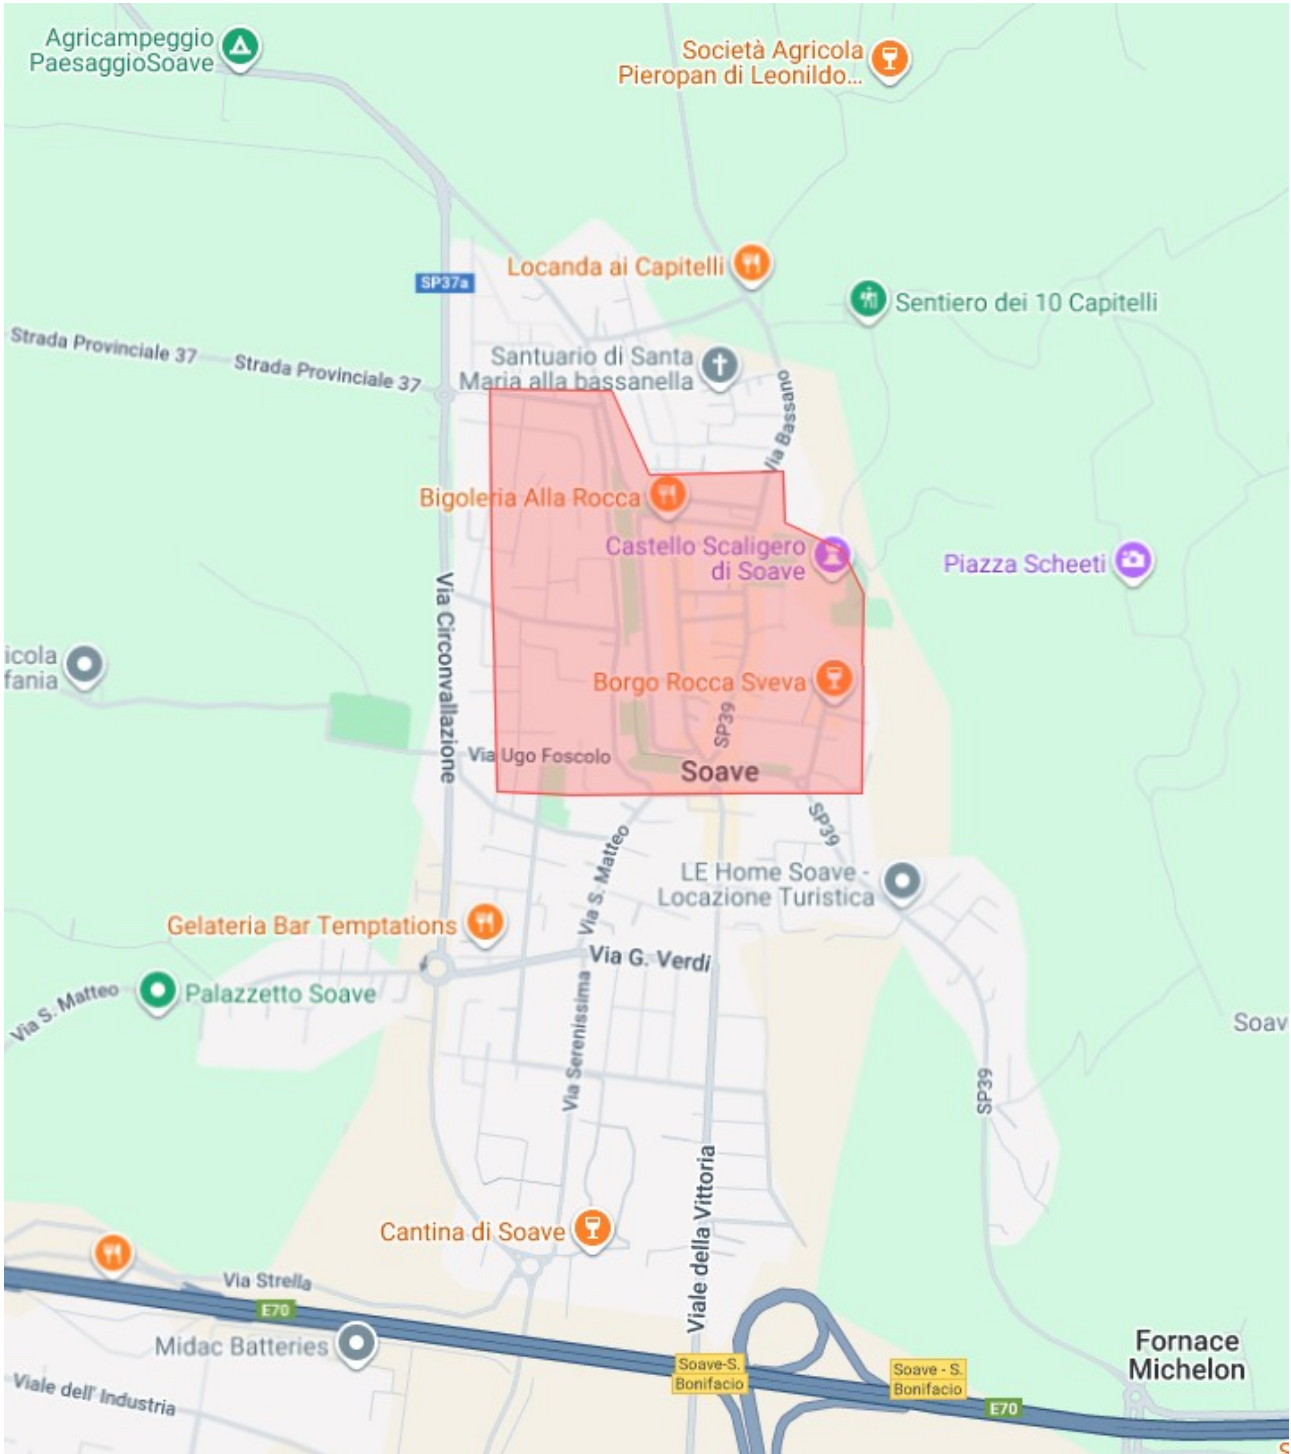 Agricampeggio
PaesaggioSoave
Società Agricola
Pieropan di Leonildo...
Locanda ai Capitelli
SP37a
Sentiero dei 10 Capitelli
Strada Provinciale 37
Strada Provinciale 37
Santuario di Santa
Maria alla bassanella
Via Bassano
Bigoleria Alla Rocca
Castello Scaligero
di Soave
Piazza Scheeti
Via Circonvallazione
icola
fania
Borgo Rocca Sveva
SP39
Via Ugo Foscolo
Soave
SP39
Via S. Matteo
LE Home Soave -
Locazione Turistica
Gelateria Bar Temptations
Via G. Verdi
Palazzetto Soave
Via S. Matteo
Soav
Via Serenissima
SP39
Viale della Vittoria
Cantina di Soave
Via Strella
E70
Midac Batteries
Fornace
Michelon
Soave-S.
Bonifacio
Soave - S.
Bonifacio
Viale dell' Industria
E70
S